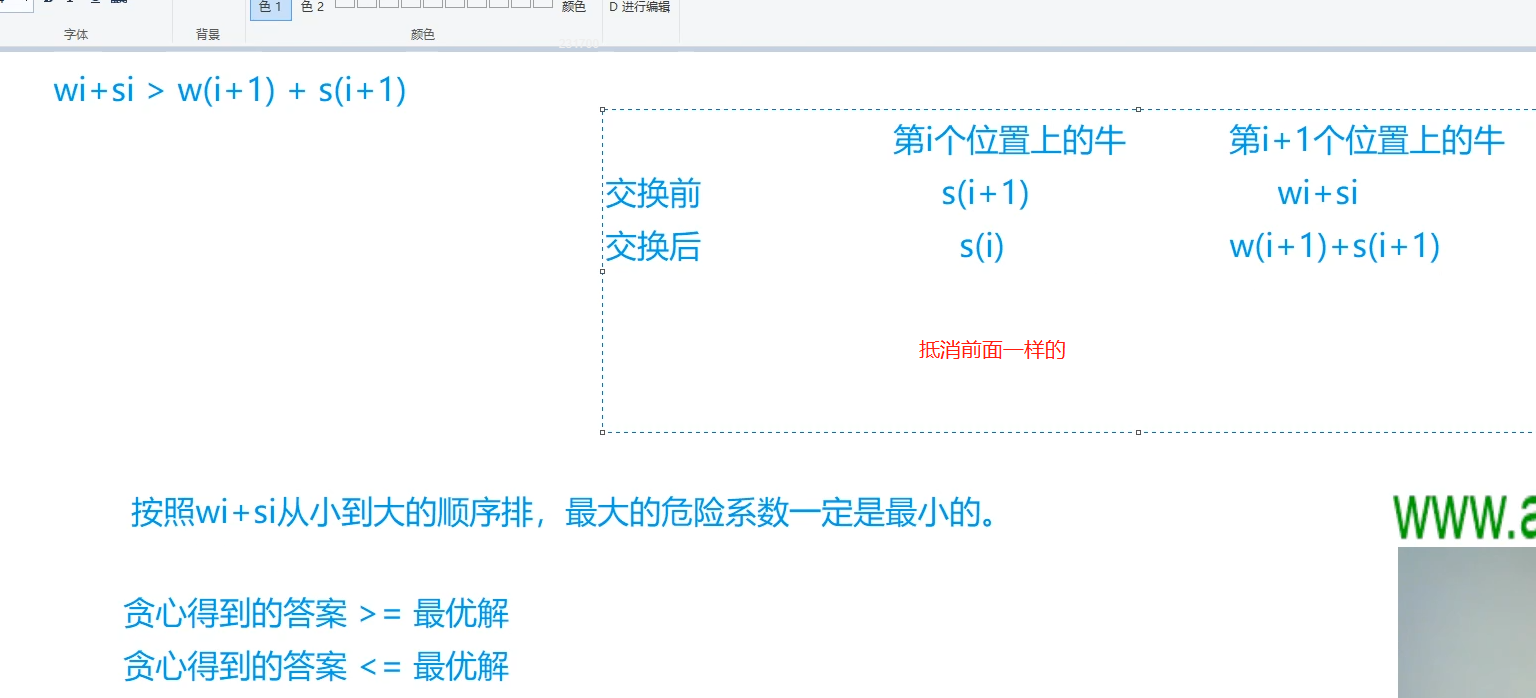 色 1 色 2 颜色 D 进行编辑
字体 背景 颜色
wi+si > w(i+1) + s(i+1)
第i个位置上的牛 第i+1个位置上的牛
交换前 s(i+1) wi+si
交换后 s(i) w(i+1)+s(i+1)
抵消前面一样的
按照wi+si从小到大的顺序排，最大的危险系数一定是最小的。
www.a
贪心得到的答案 >= 最优解
贪心得到的答案 <= 最优解